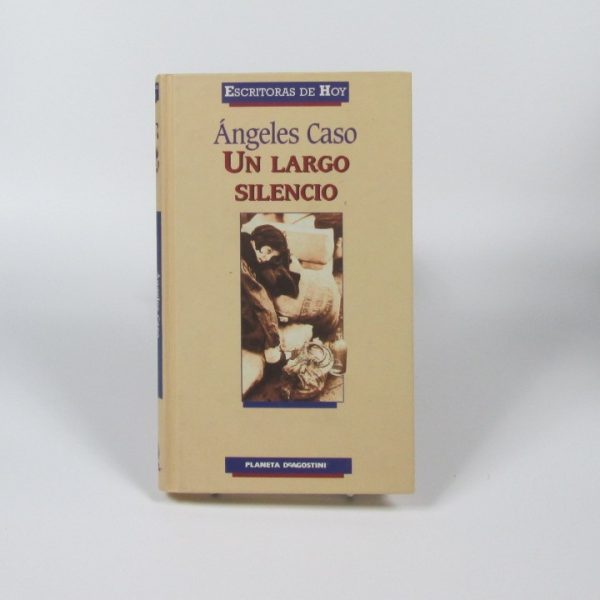 ESCRITORAS DE HOY
Ángeles Caso
UN LARGO
SILENCIO
PLANETA DEAGOSTINI